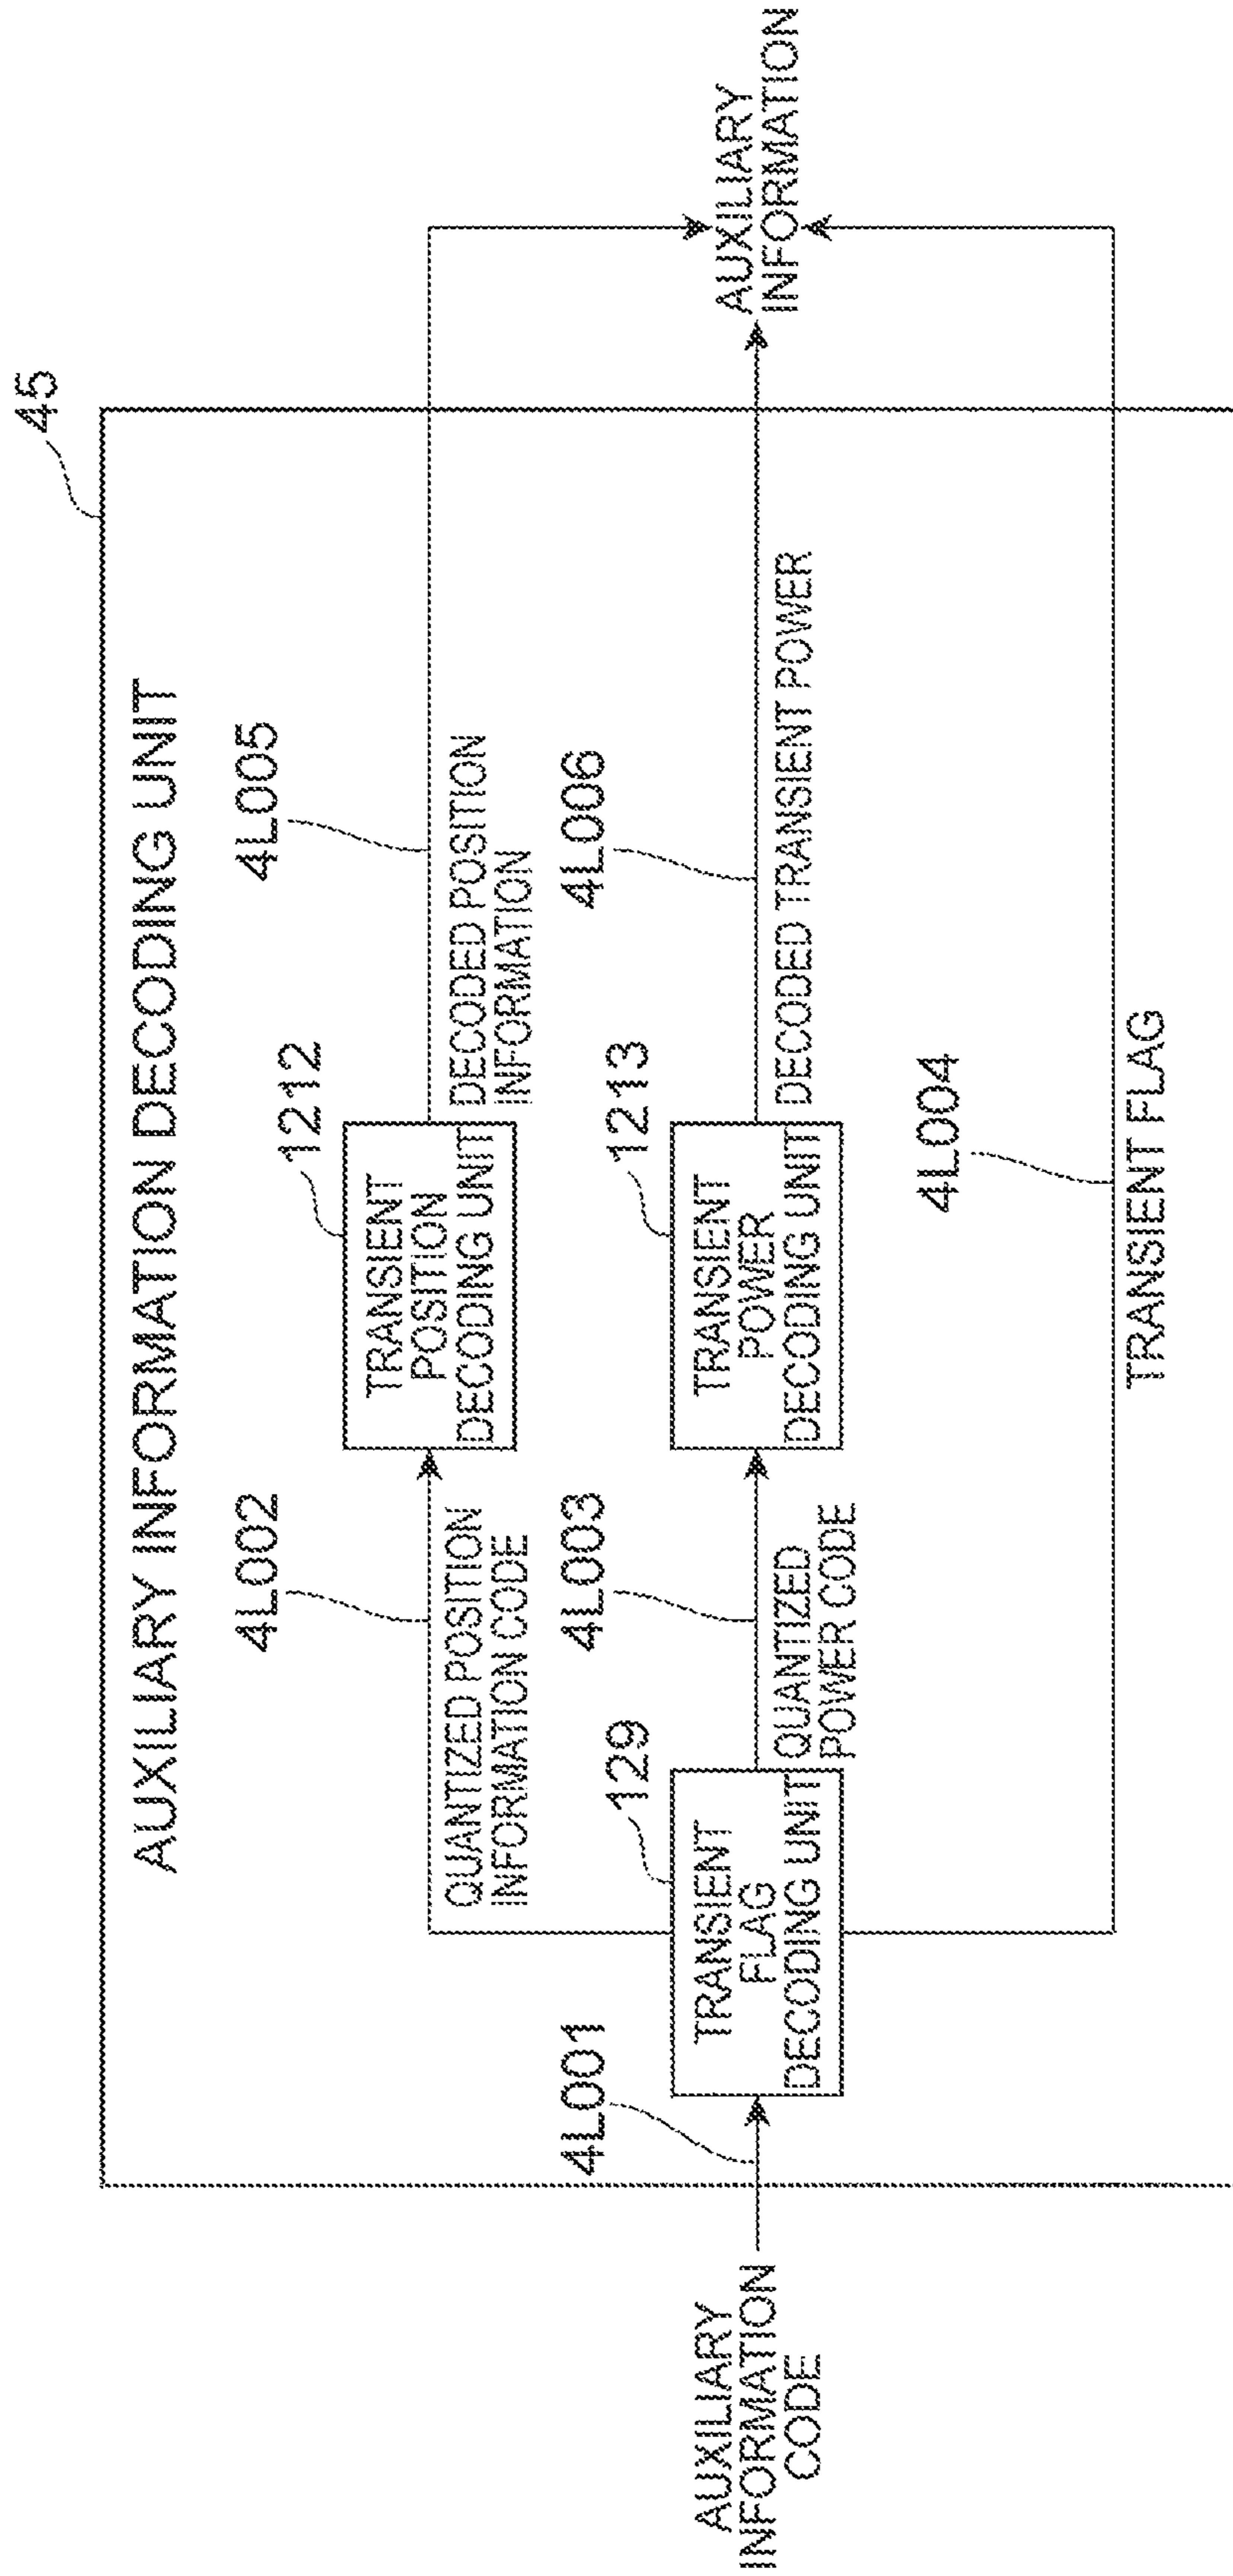 45
AUXILIARY INFORMATION DECODING UNIT
4L002
4L005
1212
QUANTIZED POSITION
INFORMATION CODE
TRANSIENT
POSITION
DECODING UNIT
DECODED POSITION
INFORMATION
4L001
129
4L003
1213
4L006
AUXILIARY
INFORMATION
CODE
TRANSIENT
FLAG
DECODING UNIT
QUANTIZED
POWER CODE
TRANSIENT
POWER
DECODING UNIT
DECODED TRANSIENT POWER
AUXILIARY
INFORMATION
4L004
TRANSIENT FLAG